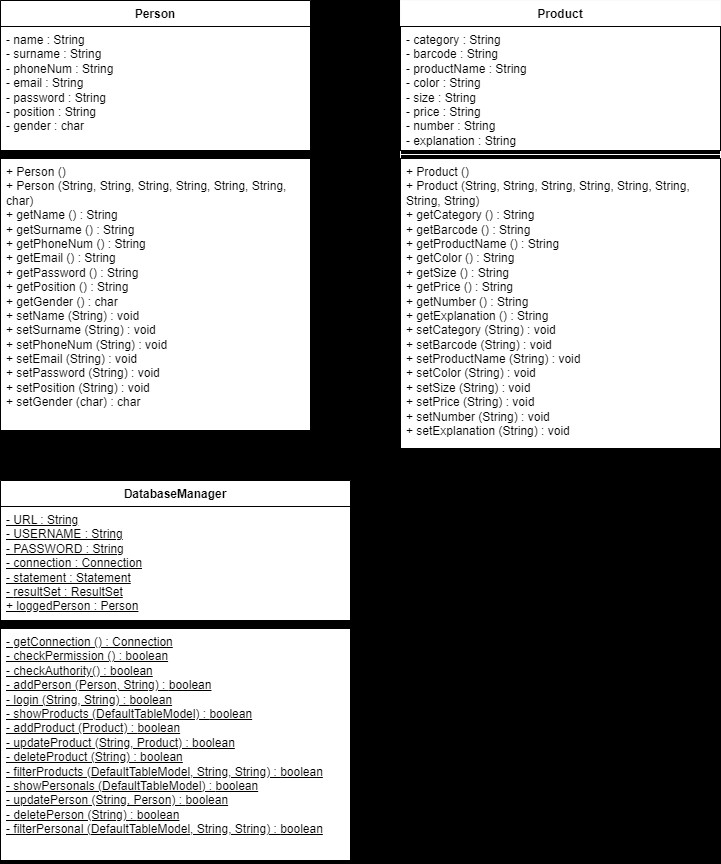 Person
- name : String
- surname : String
- phoneNum : String
- email : String
- password : String
- position : String
- gender : char
+ Person ()
+ Person (String, String, String, String, String, String,
char)
+ getName () : String
+ getSurname () : String
+ getPhoneNum () : String
+ getEmail () : String
+ getPassword () : String
+ getPosition () : String
+ getGender () : char
+ setName (String) : void
+ setSurname (String) : void
+ setPhoneNum (String) : void
+ setEmail (String) : void
+ setPassword (String) : void
+ setPosition (String) : void
+ setGender (char) : char
Product
- category : String
- barcode : String
- productName : String
- color : String
- size : String
- price : String
- number : String
- explanation : String
+ Product ()
+ Product (String, String, String, String, String, String,
String, String)
+ getCategory () : String
+ getBarcode () : String
+ getProductName () : String
+ getColor () : String
+ getSize () : String
+ getPrice () : String
+ getNumber () : String
+ getExplanation () : String
+ setCategory (String) : void
+ setBarcode (String) : void
+ setProductName (String) : void
+ setColor (String) : void
+ setSize (String) : void
+ setPrice (String) : void
+ setNumber (String) : void
+ setExplanation (String) : void
DatabaseManager
- URL : String
- USERNAME : String
- PASSWORD : String
- connection : Connection
- statement : Statement
- resultSet : ResultSet
+ loggedPerson : Person
- getConnection () : Connection
- checkPermission () : boolean
- checkAuthority() : boolean
- addPerson (Person, String) : boolean
- login (String, String) : boolean
- showProducts (DefaultTableModel) : boolean
- addProduct (Product) : boolean
- updateProduct (String, Product) : boolean
- deleteProduct (String) : boolean
- filterProducts (DefaultTableModel, String, String) : boolean
- showPersonals (DefaultTableModel) : boolean
- updatePerson (String, Person) : boolean
- deletePerson (String) : boolean
- filterPersonal (DefaultTableModel, String, String) : boolean